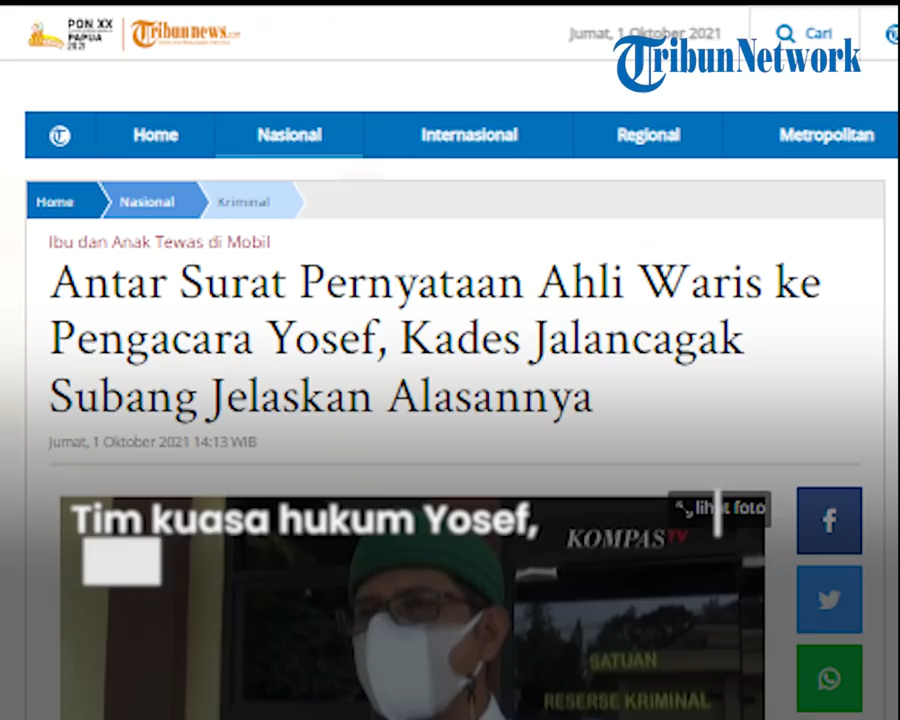 PON XX
PAPUA
2021
Tribunnews.com
Jumat, 1 Oktober 2021
Cari
TribunNetwork
Home
Nasional
Internasional
Regional
Metropolitan
Home
Nasional
Kriminal
Ibu dan Anak Tewas di Mobil
Antar Surat Pernyataan Ahli Waris ke
Pengacara Yosef, Kades Jalancagak
Subang Jelaskan Alasannya
Jumat, 1 Oktober 2021 14:13 WIB
lihat foto
Tim kuasa hukum Yosef,
KOMPASTV
SATUAN
RESERSE KRIMINAL